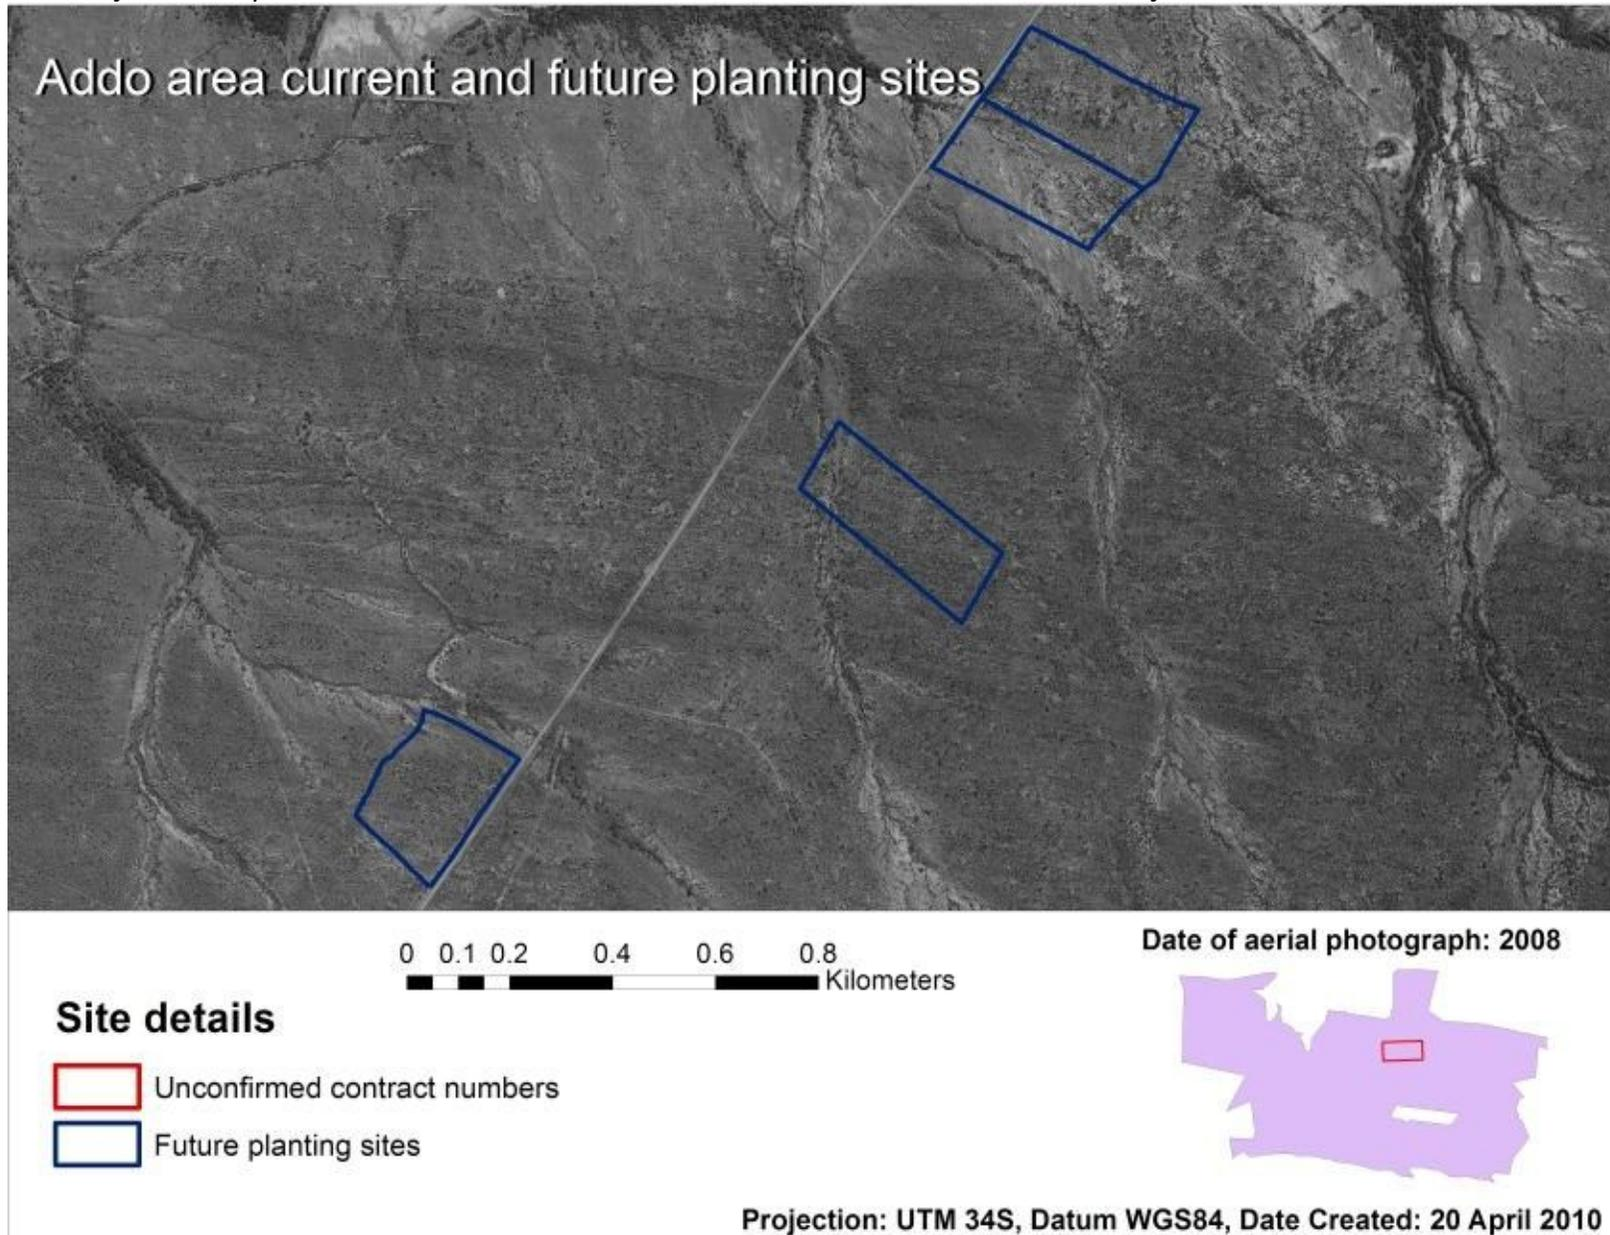 Addo area current and future planting sites
0 0.1 0.2 0.4 0.6 0.8
Kilometers
Date of aerial photograph: 2008
Site details
Unconfirmed contract numbers
Future planting sites
Projection: UTM 34S, Datum WGS84, Date Created: 20 April 2010